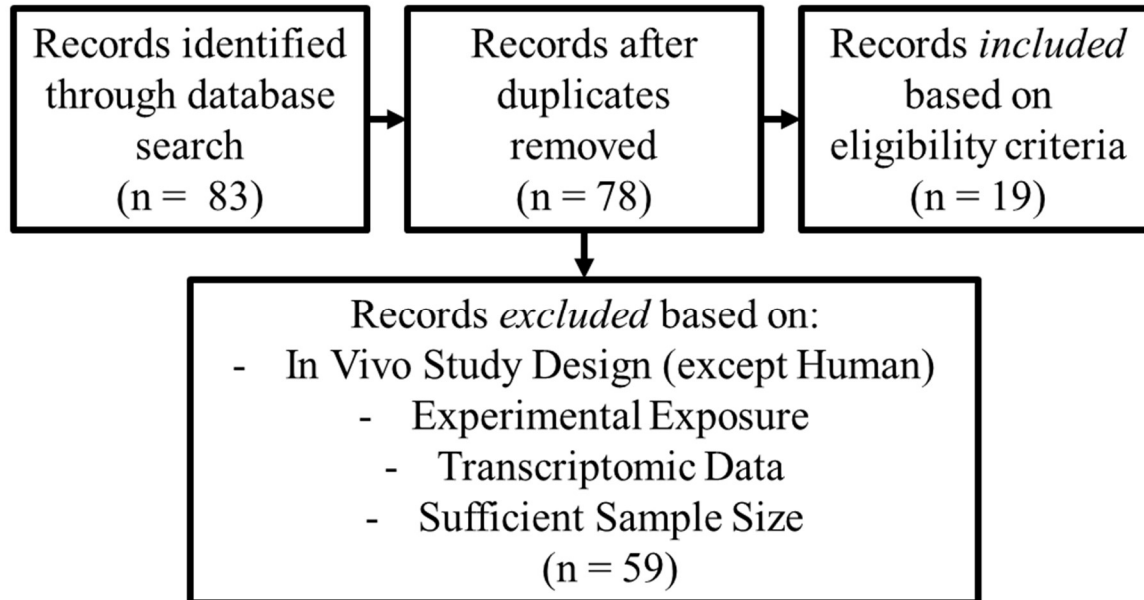 Records identified
through database
search
(n =  83)
Records after
duplicates
removed
(n = 78)
Records included
based on
eligibility criteria
(n = 19)
Records excluded based on:
- In Vivo Study Design (except Human)
- Experimental Exposure
- Transcriptomic Data
- Sufficient Sample Size
(n = 59)